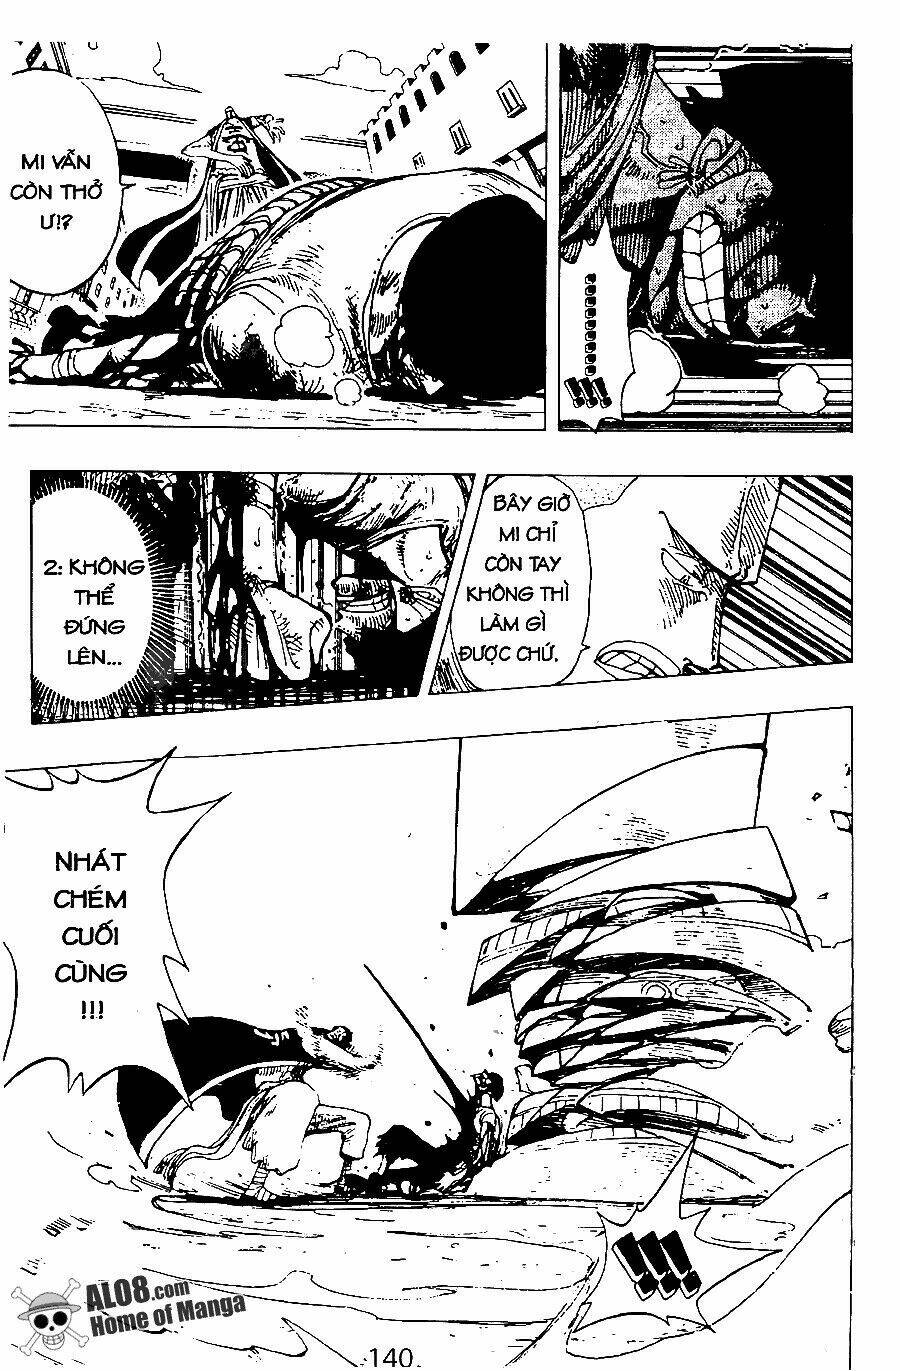 MI VẪN
CÒN THỞ
Ư!?
.........!!!
BÂY GIỜ
MI CHỈ
CÒN TAY
KHÔNG THÌ
LÀM GÌ
ĐƯỢC CHỨ.
2: KHÔNG
THỂ
ĐỨNG
LÊN...
NHÁT
CHÉM
CUỐI
CÙNG
!!!
!!!
AL08.com
Home of Manga
140